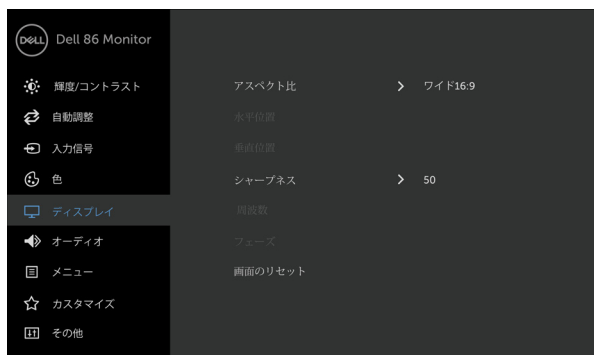 DELL Dell 86 Monitor
輝度/コントラスト
アスペクト比 ワイド16:9
自動調整
水平位置
入力信号
垂直位置
色
シャープネス 50
ディスプレイ
周波数
オーディオ
フェーズ
メニュー
画面のリセット
カスタマイズ
その他